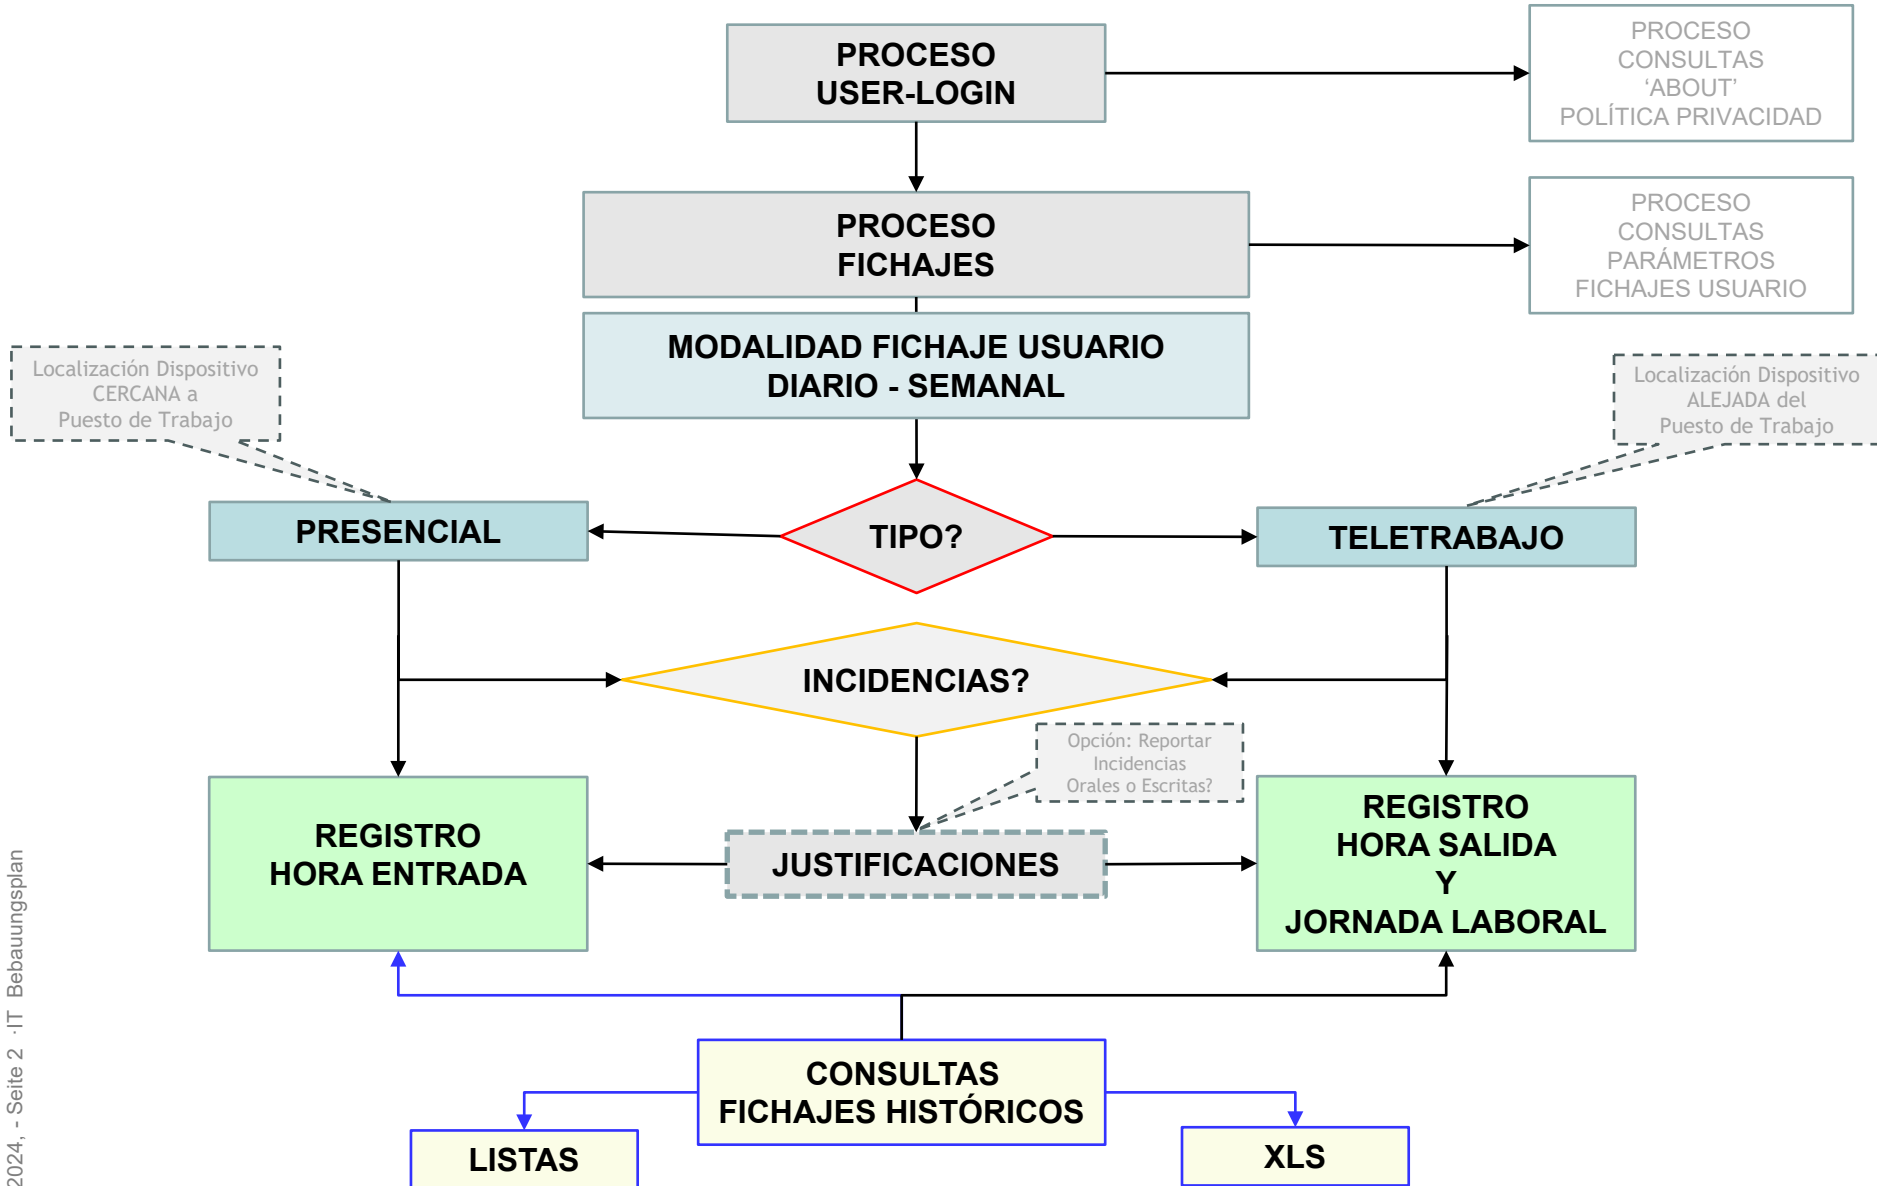 PROCESO
USER-LOGIN
PROCESO
CONSULTAS
‘ABOUT’
POLÍTICA PRIVACIDAD
PROCESO
FICHAJES
PROCESO
CONSULTAS
PARÁMETROS
FICHAJES USUARIO
MODALIDAD FICHAJE USUARIO
DIARIO - SEMANAL
Localización Dispositivo
CERCANA a
Puesto de Trabajo
Localización Dispositivo
ALEJADA del
Puesto de Trabajo
PRESENCIAL
TIPO?
TELETRABAJO
INCIDENCIAS?
Opción: Reportar
Incidencias
Orales o Escritas?
REGISTRO
HORA ENTRADA
JUSTIFICACIONES
REGISTRO
HORA SALIDA
Y
JORNADA LABORAL
CONSULTAS
FICHAJES HISTÓRICOS
LISTAS
XLS
2024, - Seite 2 ·IT Bebauungsplan